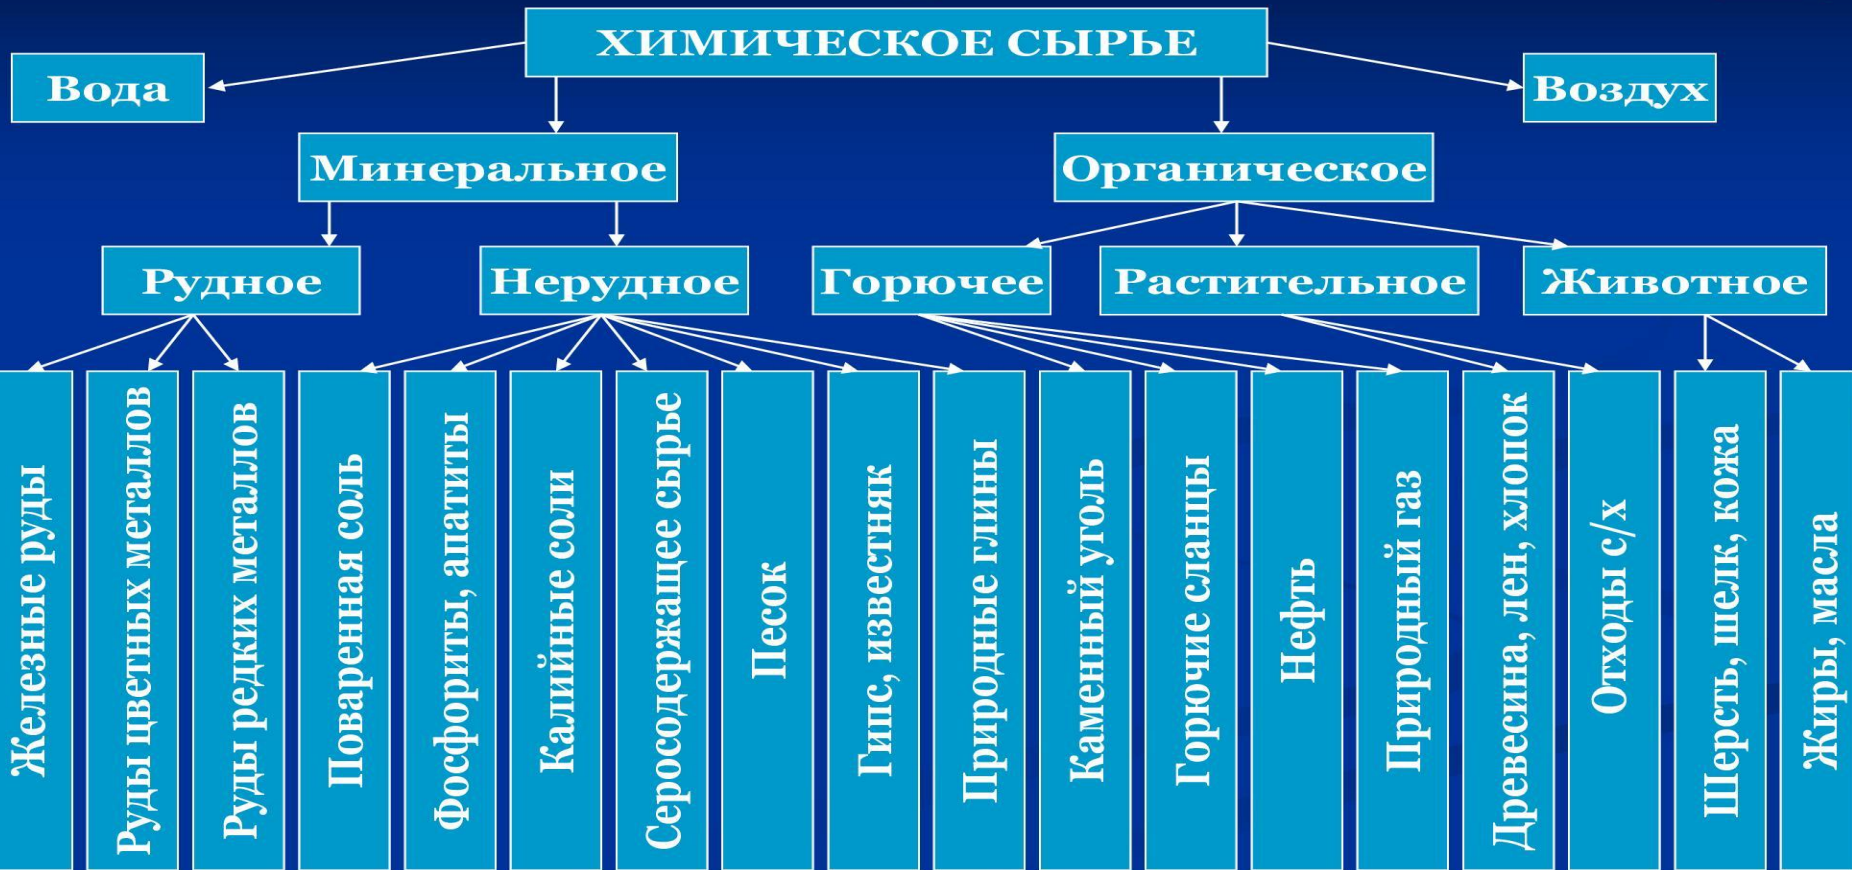 ХИМИЧЕСКОЕ СЫРЬЕ
Вода
Воздух
Минеральное
Органическое
Рудное
Нерудное
Горючее
Растительное
Животное
Железные руды
Руды цветных металлов
Руды редких металлов
Поваренная соль
Фосфориты, апатиты
Калийные соли
Серосодержащее сырье
Песок
Гипс, известняк
Природные глины
Каменный уголь
Горючие сланцы
Нефть
Природный газ
Древесина, лен, хлопок
Отходы с/х
Шерсть, шелк, кожа
Жиры, масла